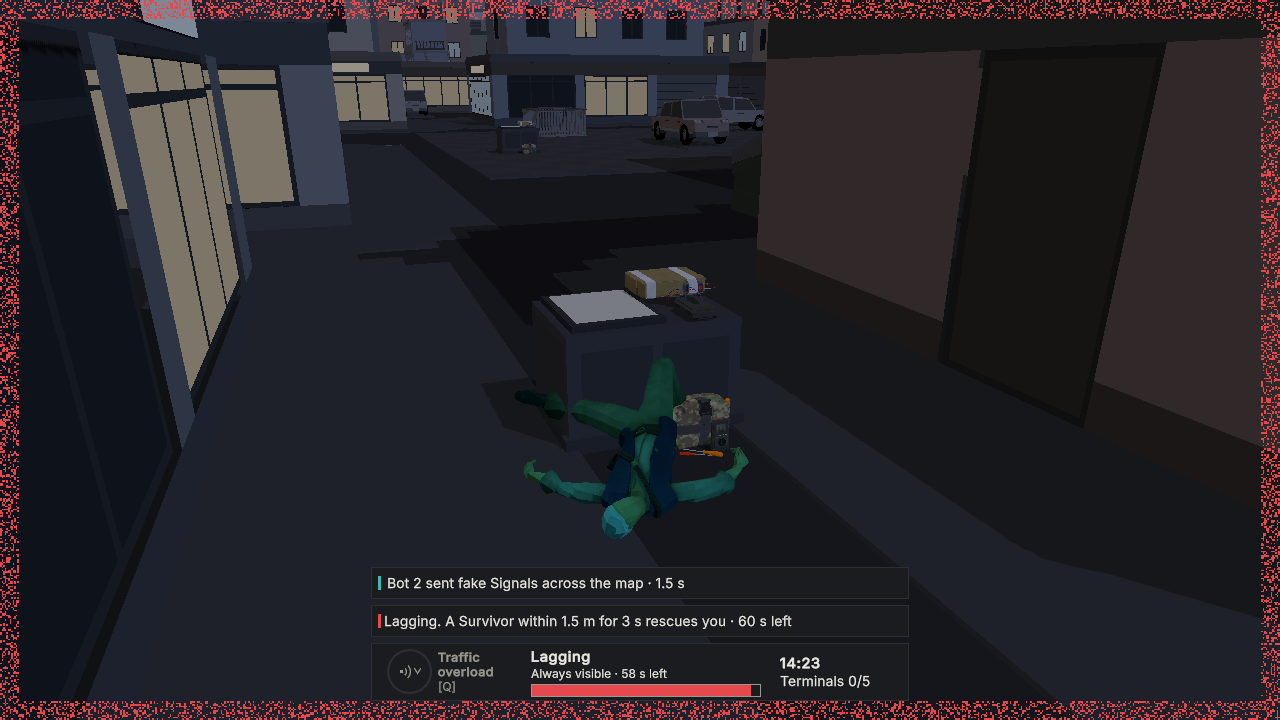 Bot 2 sent fake Signals across the map · 1.5 s
Lagging. A Survivor within 1.5 m for 3 s rescues you · 60 s left
Traffic
overload
[Q]
Lagging
Always visible · 58 s left
14:23
Terminals 0/5